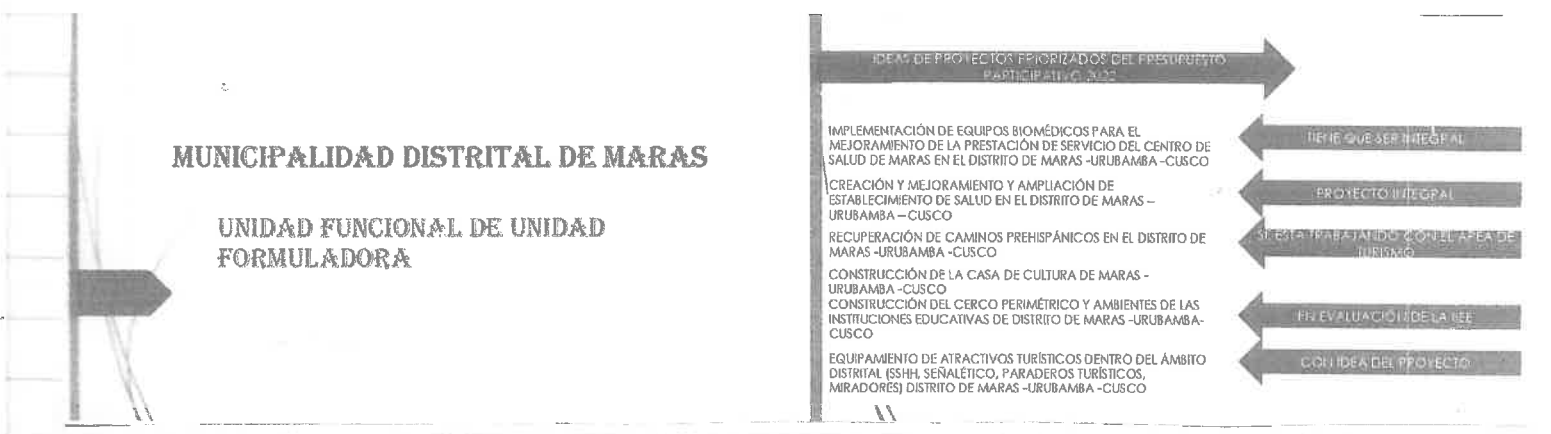 MUNICIPALIDAD DISTRITAL DE MARAS
UNIDAD FUNCIONAL DE UNIDAD
FORMULADORA
IDEAS DE PROYECTOS PRIORIZADOS DEL PRESUPUESTO
PARTICIPATIVO 2022
IMPLEMENTACIÓN DE EQUIPOS BIOMÉDICOS PARA EL
MEJORAMIENTO DE LA PRESTACIÓN DE SERVICIO DEL CENTRO DE
SALUD DE MARAS EN EL DISTRITO DE MARAS -URUBAMBA -CUSCO
TIENE QUE SER INTEGRAL
CREACIÓN Y MEJORAMIENTO Y AMPLIACIÓN DE
ESTABLECIMIENTO DE SALUD EN EL DISTRITO DE MARAS –
URUBAMBA – CUSCO
PROYECTO INTEGRAL
RECUPERACIÓN DE CAMINOS PREHISPÁNICOS EN EL DISTRITO DE
MARAS -URUBAMBA -CUSCO
ESTA TRABAJANDO CON EL AREA DE
TURISMO
CONSTRUCCIÓN DE LA CASA DE CULTURA DE MARAS -
URUBAMBA -CUSCO
CONSTRUCCIÓN DEL CERCO PERIMÉTRICO Y AMBIENTES DE LAS
INSTITUCIONES EDUCATIVAS DE DISTRITO DE MARAS -URUBAMBA-
CUSCO
EN EVALUACIÓN DE LA IEE
EQUIPAMIENTO DE ATRACTIVOS TURÍSTICOS DENTRO DEL ÁMBITO
DISTRITAL (SSHH, SEÑALÉTICO, PARADEROS TURÍSTICOS,
MIRADORES) DISTRITO DE MARAS -URUBAMBA -CUSCO
CON IDEA DEL PROYECTO